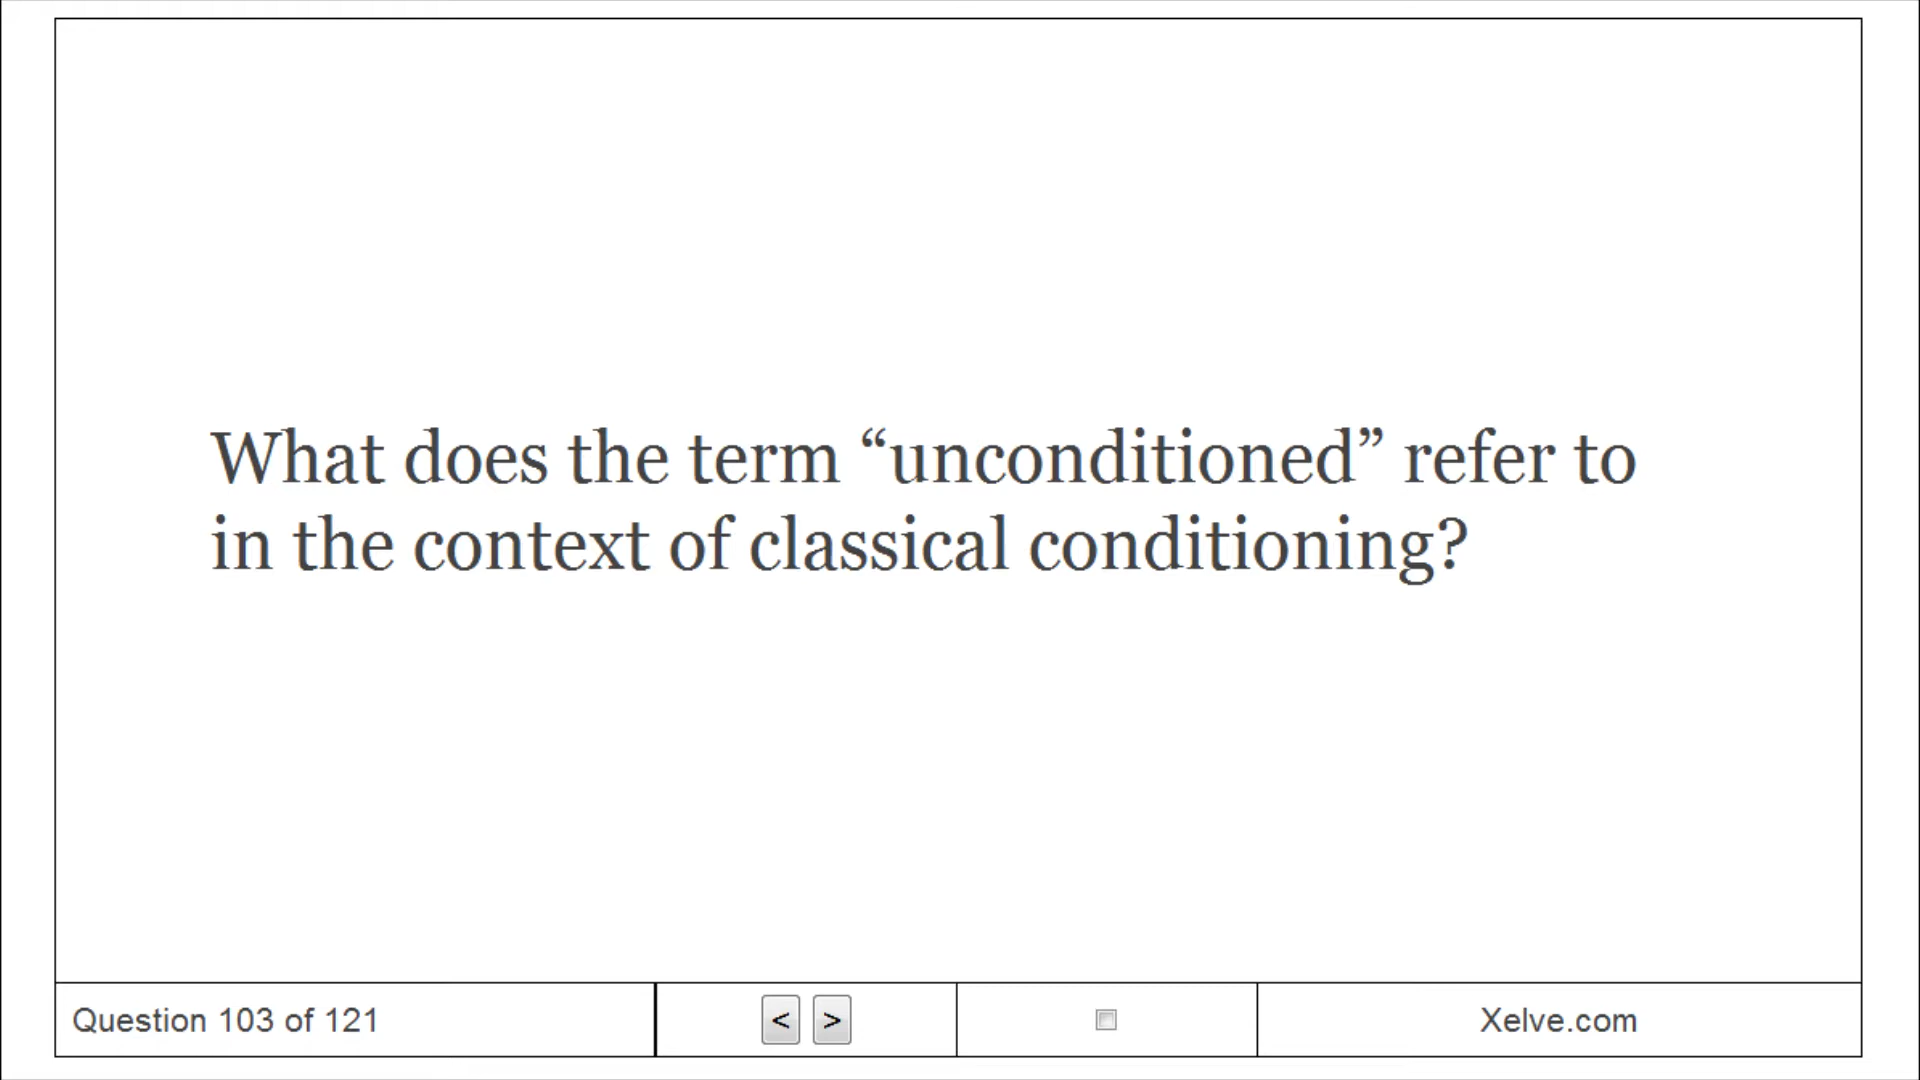 What does the term “unconditioned” refer to
in the context of classical conditioning?
Question 103 of 121
< >
Xelve.com